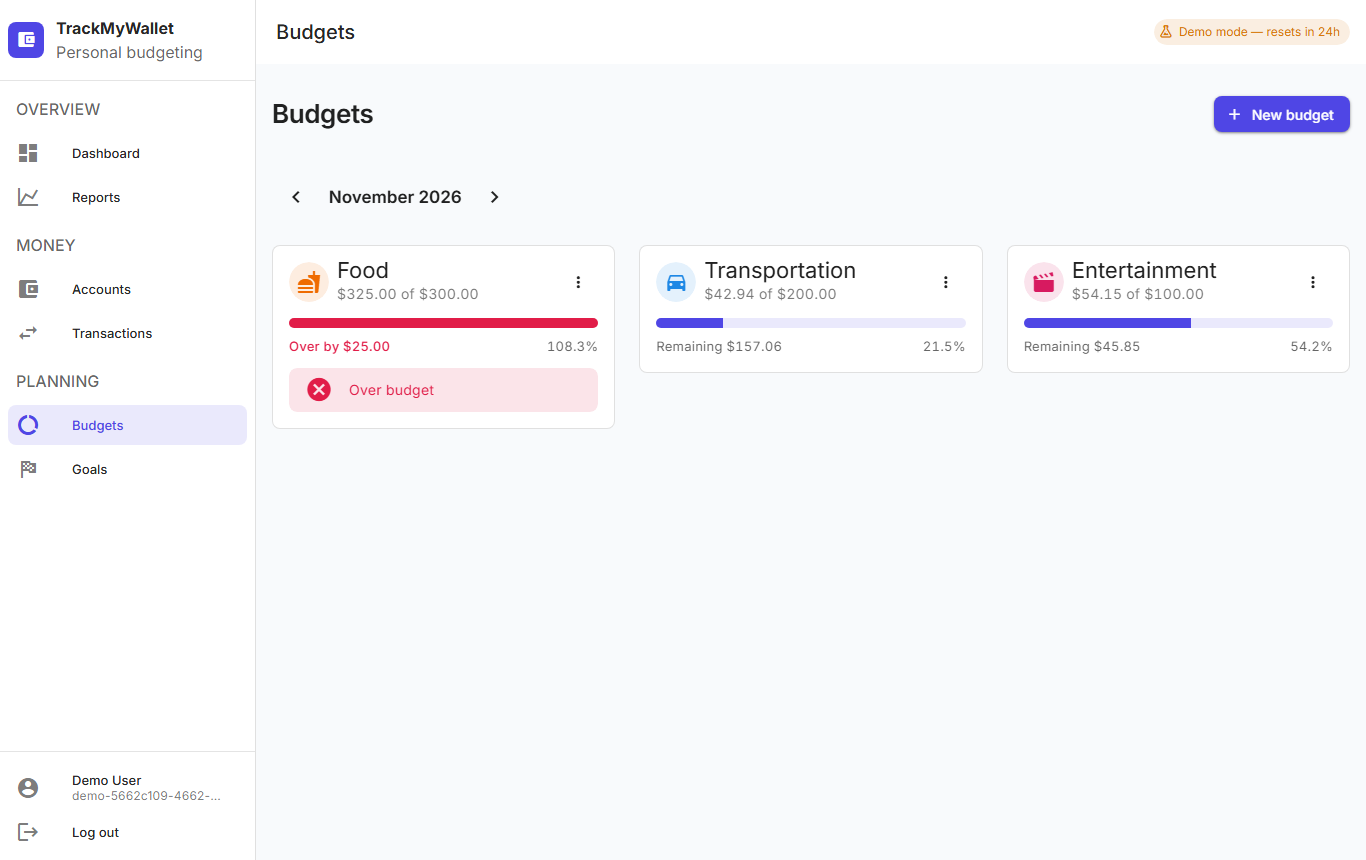 TrackMyWallet
Personal budgeting
OVERVIEW
Dashboard
Reports
MONEY
Accounts
Transactions
PLANNING
Budgets
Goals
Demo User
demo-5662c109-4662-...
Log out
Budgets
Demo mode — resets in 24h
Budgets
New budget
November 2026
Food
$325.00 of $300.00
Over by $25.00 108.3%
Over budget
Transportation
$42.94 of $200.00
Remaining $157.06 21.5%
Entertainment
$54.15 of $100.00
Remaining $45.85 54.2%